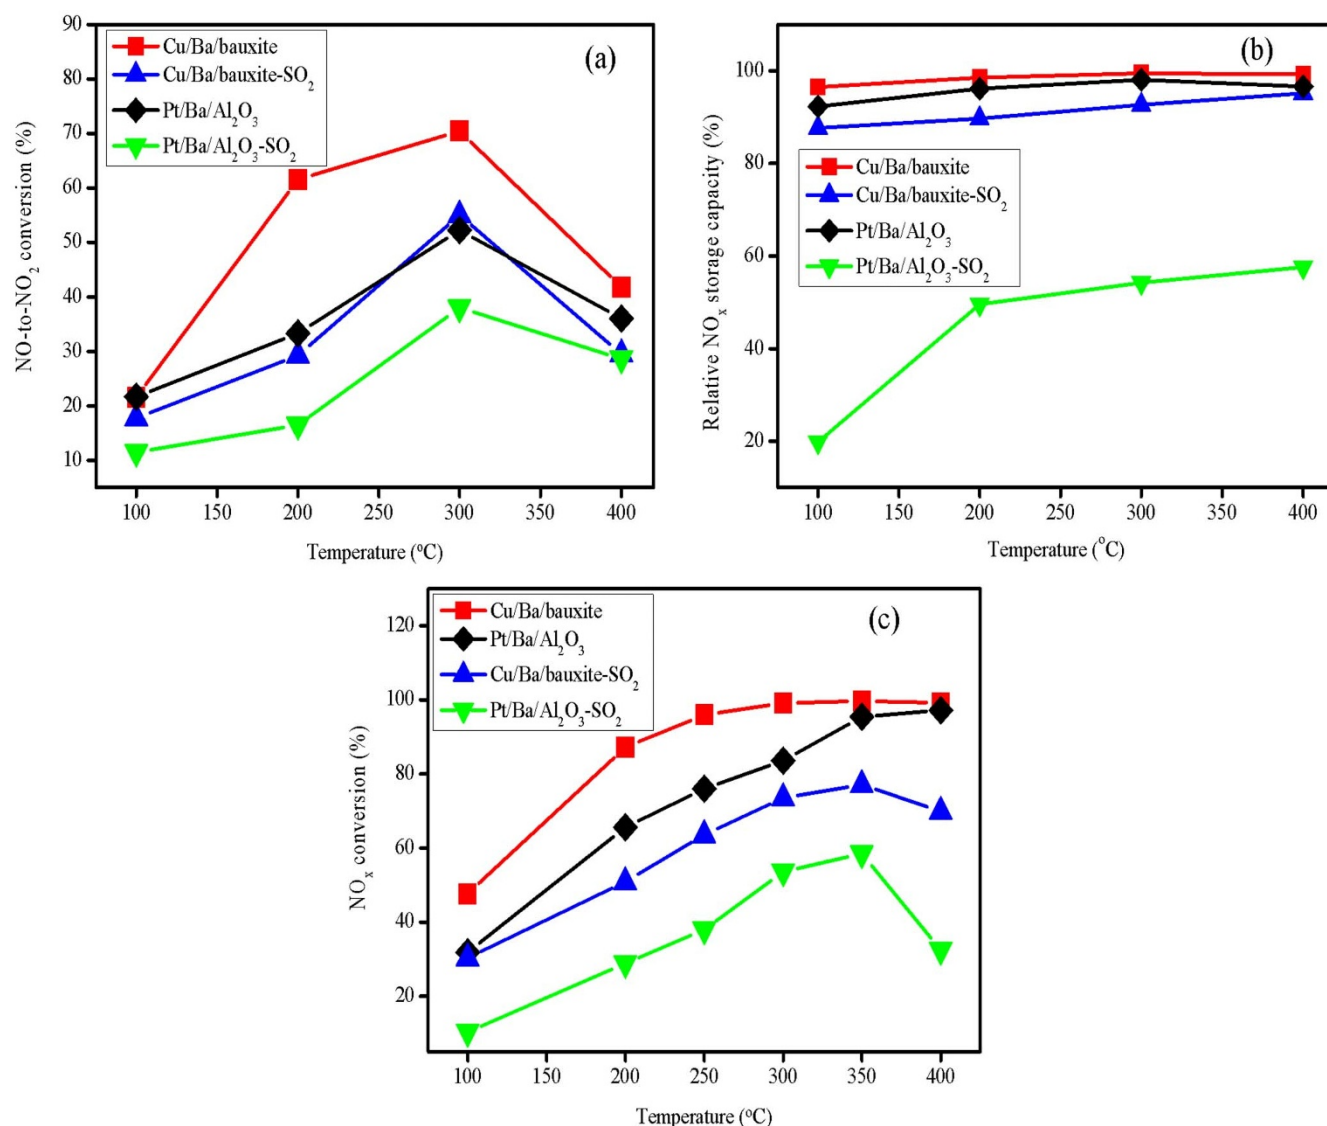 (a)
Cu/Ba/bauxite
Cu/Ba/bauxite-SO₂
Pt/Ba/Al₂O₃
Pt/Ba/Al₂O₃-SO₂
NO-to-NO₂ conversion (%)
90
80
70
60
50
40
30
20
10
100 150 200 250 300 350 400
Temperature (°C)
(b)
Cu/Ba/bauxite
Cu/Ba/bauxite-SO₂
Pt/Ba/Al₂O₃
Pt/Ba/Al₂O₃-SO₂
Relative NOₓ storage capacity (%)
100
80
60
40
20
100 150 200 250 300 350 400
Temperature (°C)
(c)
Cu/Ba/bauxite
Pt/Ba/Al₂O₃
Cu/Ba/bauxite-SO₂
Pt/Ba/Al₂O₃-SO₂
NOₓ conversion (%)
120
100
80
60
40
20
100 150 200 250 300 350 400
Temperature (°C)